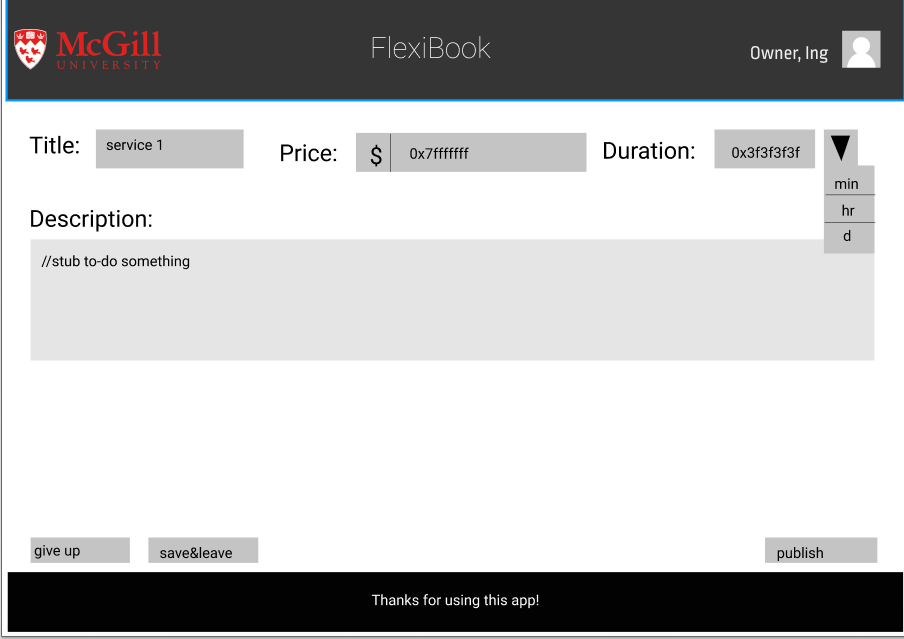 McGill
UNIVERSITY
FlexiBook
Owner, Ing
Title: service 1
Price: $ 0x7fffffff
Duration: 0x3f3f3f3f
min
hr
d
Description:
//stub to-do something
give up
save&leave
publish
Thanks for using this app!